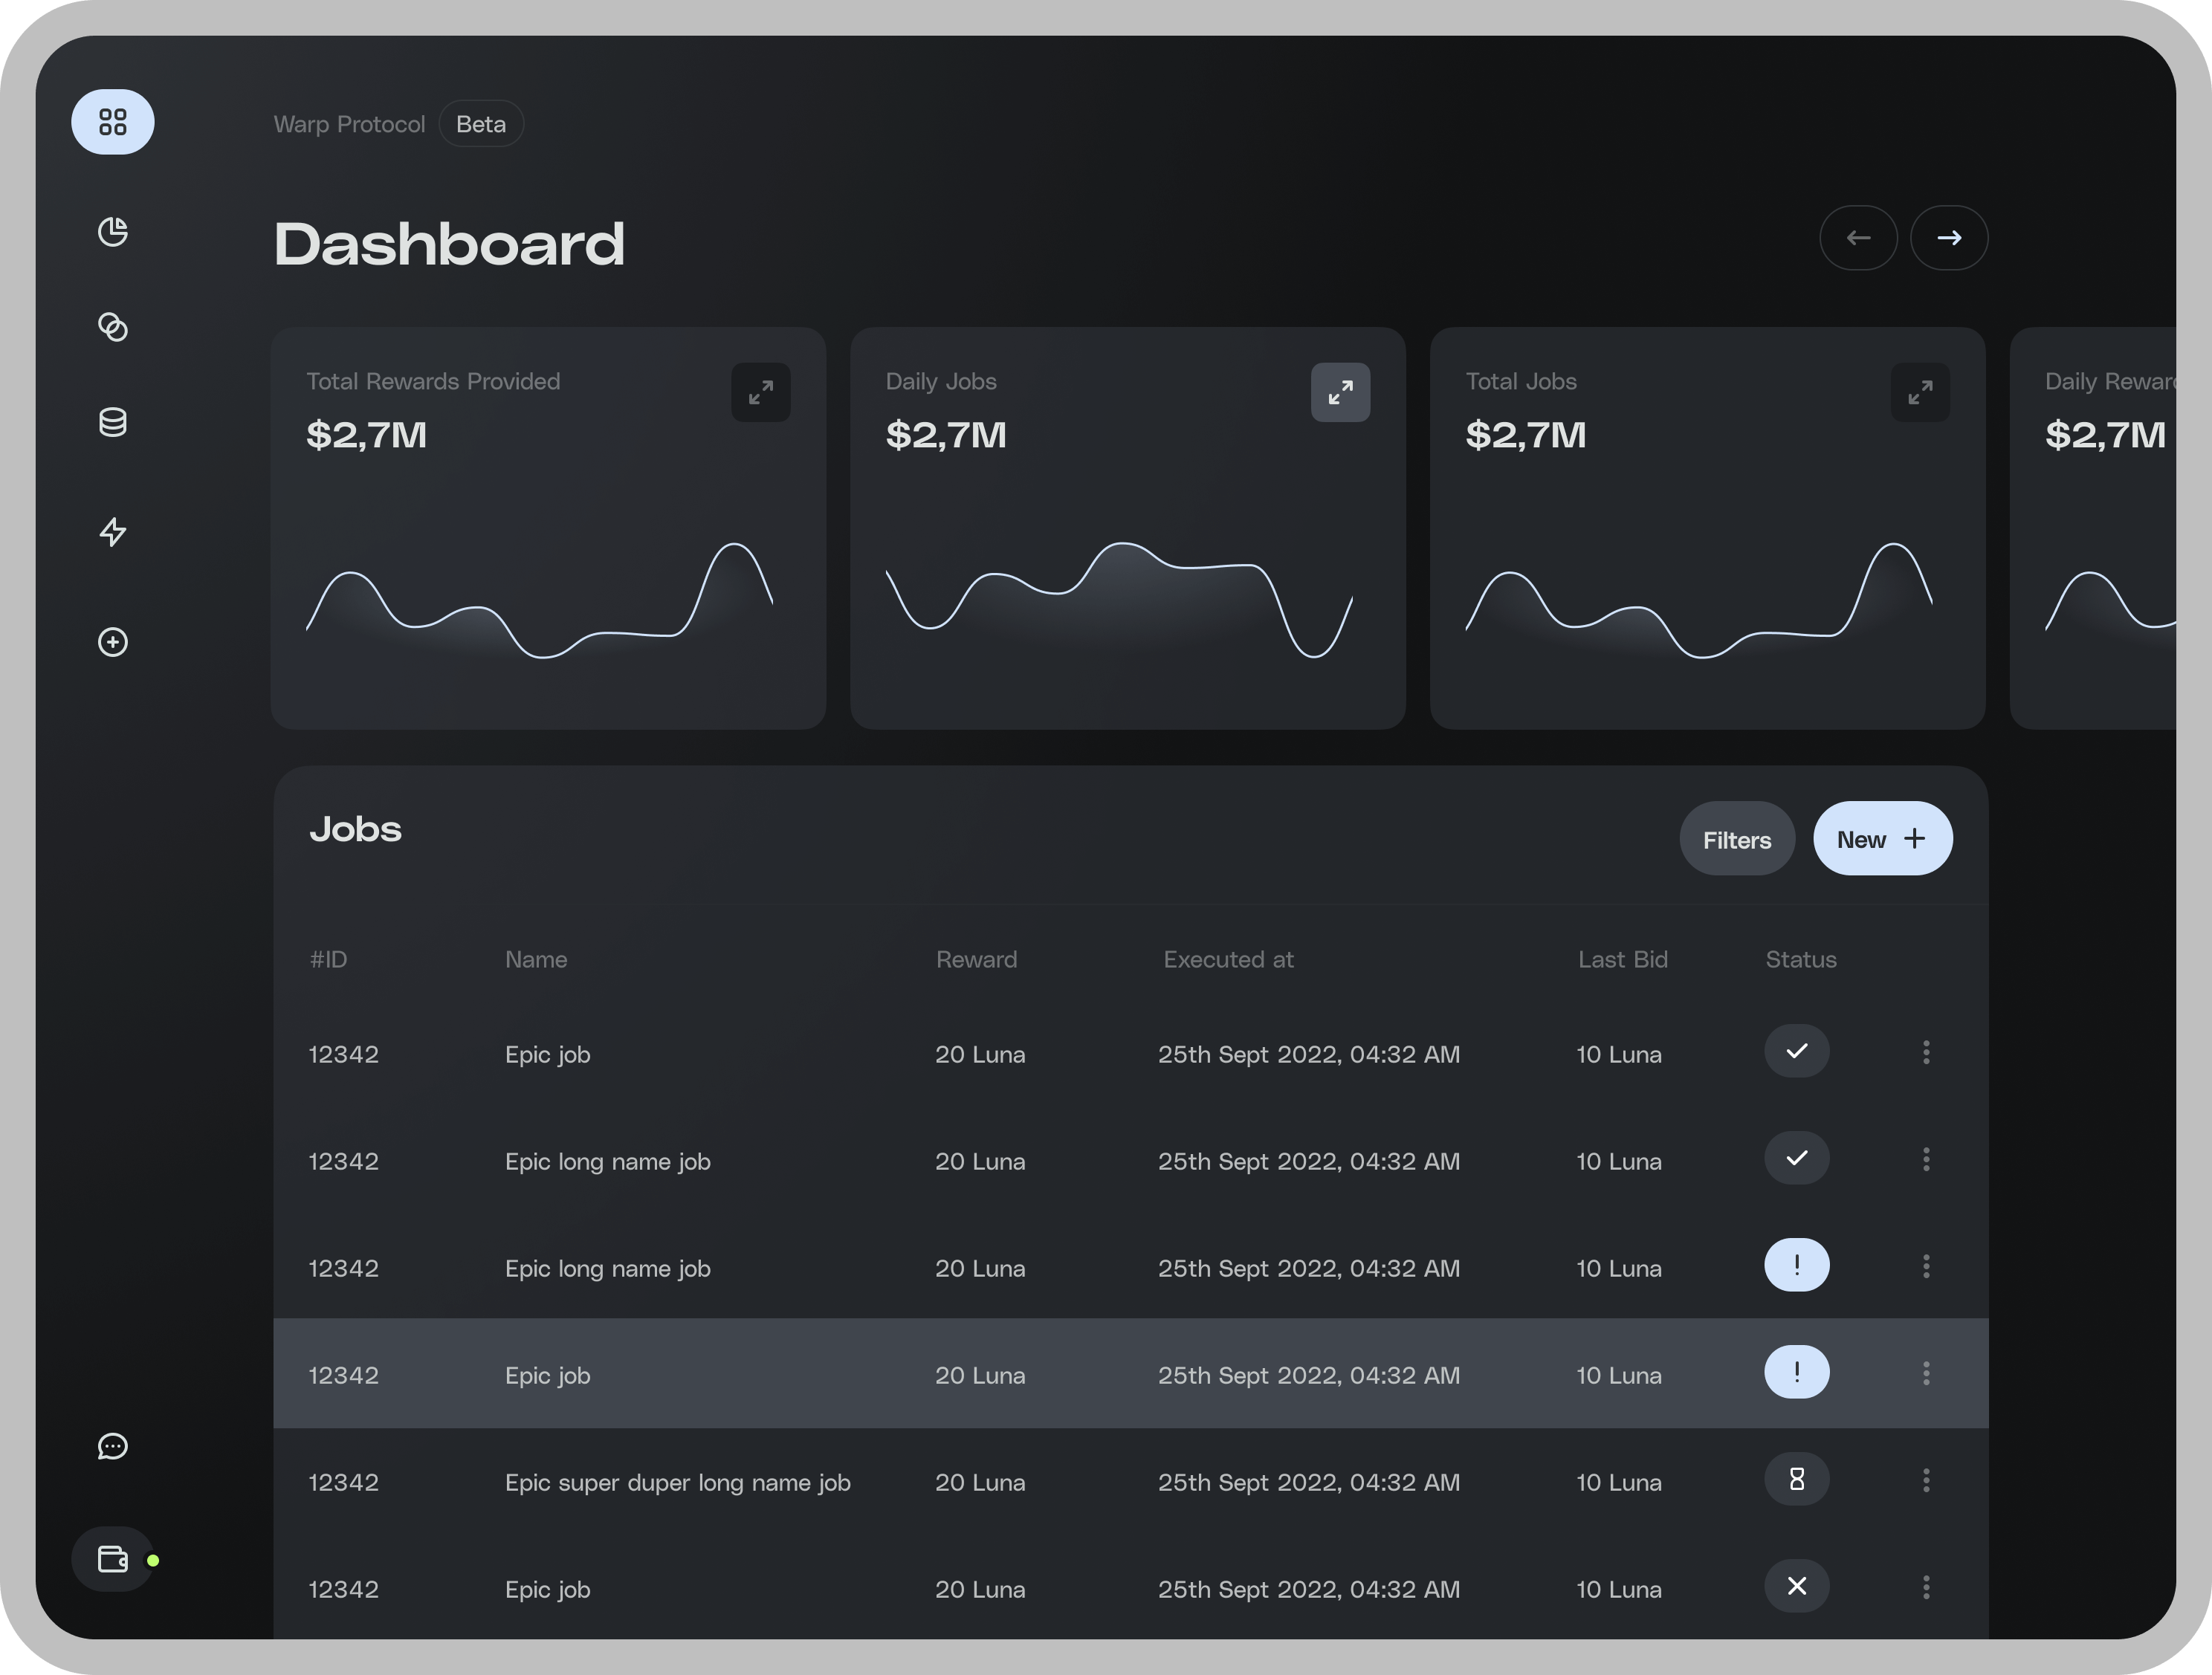 Warp Protocol Beta
Dashboard
Total Rewards Provided
$2,7M
Daily Jobs
$2,7M
Total Jobs
$2,7M
Daily Rewar
$2,7M
Jobs
Filters
New
#ID Name Reward Executed at Last Bid Status
12342 Epic job 20 Luna 25th Sept 2022, 04:32 AM 10 Luna
12342 Epic long name job 20 Luna 25th Sept 2022, 04:32 AM 10 Luna
12342 Epic long name job 20 Luna 25th Sept 2022, 04:32 AM 10 Luna
12342 Epic job 20 Luna 25th Sept 2022, 04:32 AM 10 Luna
12342 Epic super duper long name job 20 Luna 25th Sept 2022, 04:32 AM 10 Luna
12342 Epic job 20 Luna 25th Sept 2022, 04:32 AM 10 Luna